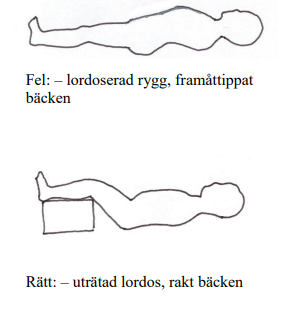 Fel: – lordoserad rygg, framåttippat
bäcken
Rätt: – uträtad lordos, rakt bäcken